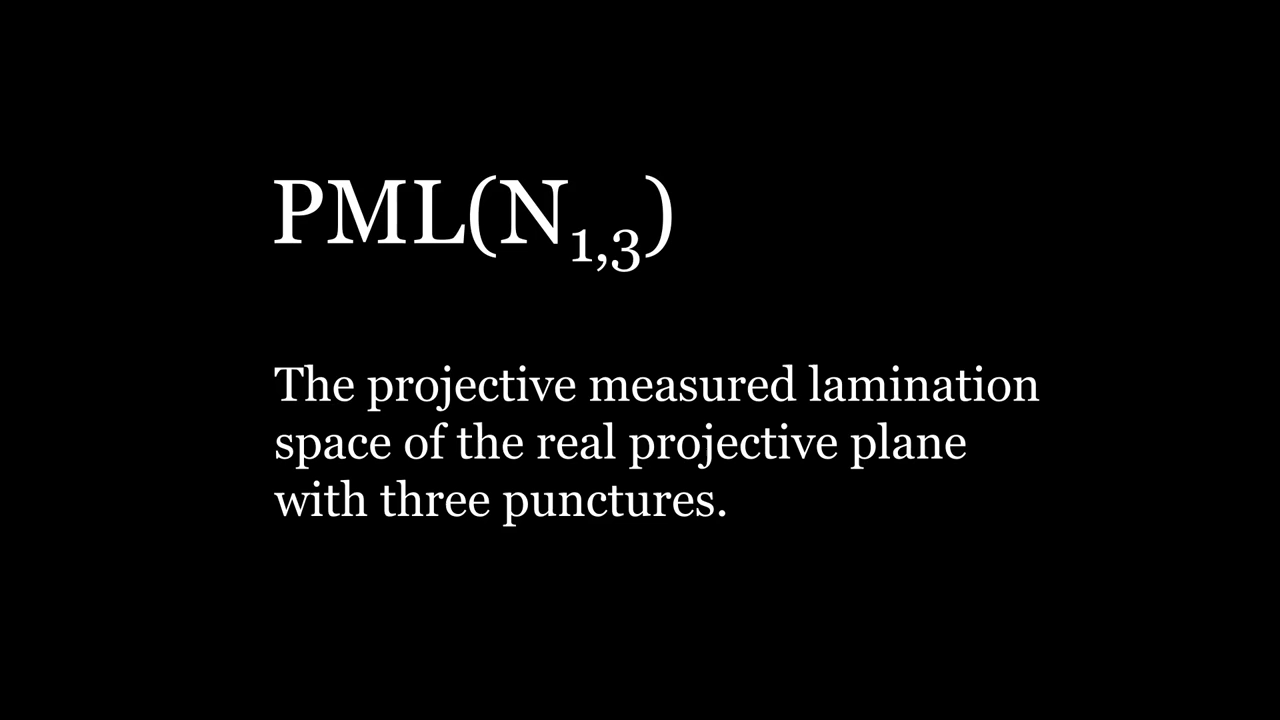 PML(N₁,₃)
The projective measured lamination
space of the real projective plane
with three punctures.